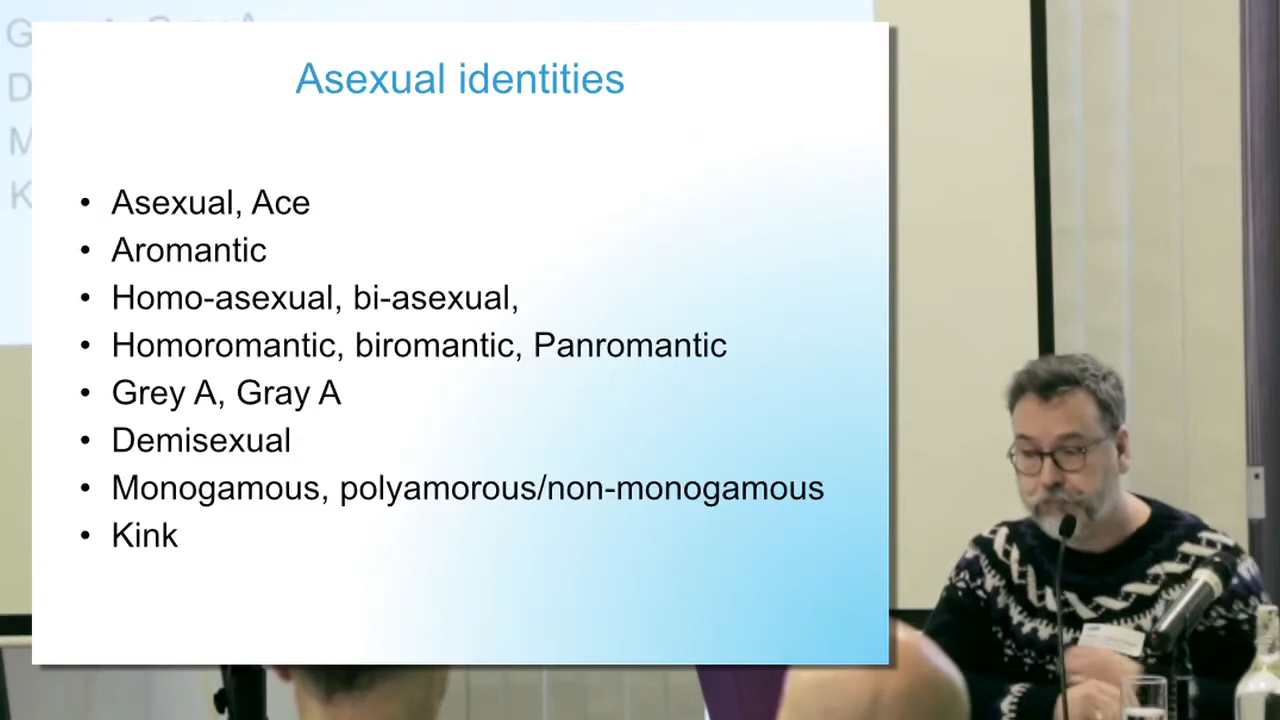 Asexual identities
• Asexual, Ace
• Aromantic
• Homo-asexual, bi-asexual,
• Homoromantic, biromantic, Panromantic
• Grey A, Gray A
• Demisexual
• Monogamous, polyamorous/non-monogamous
• Kink
G
D
M
K